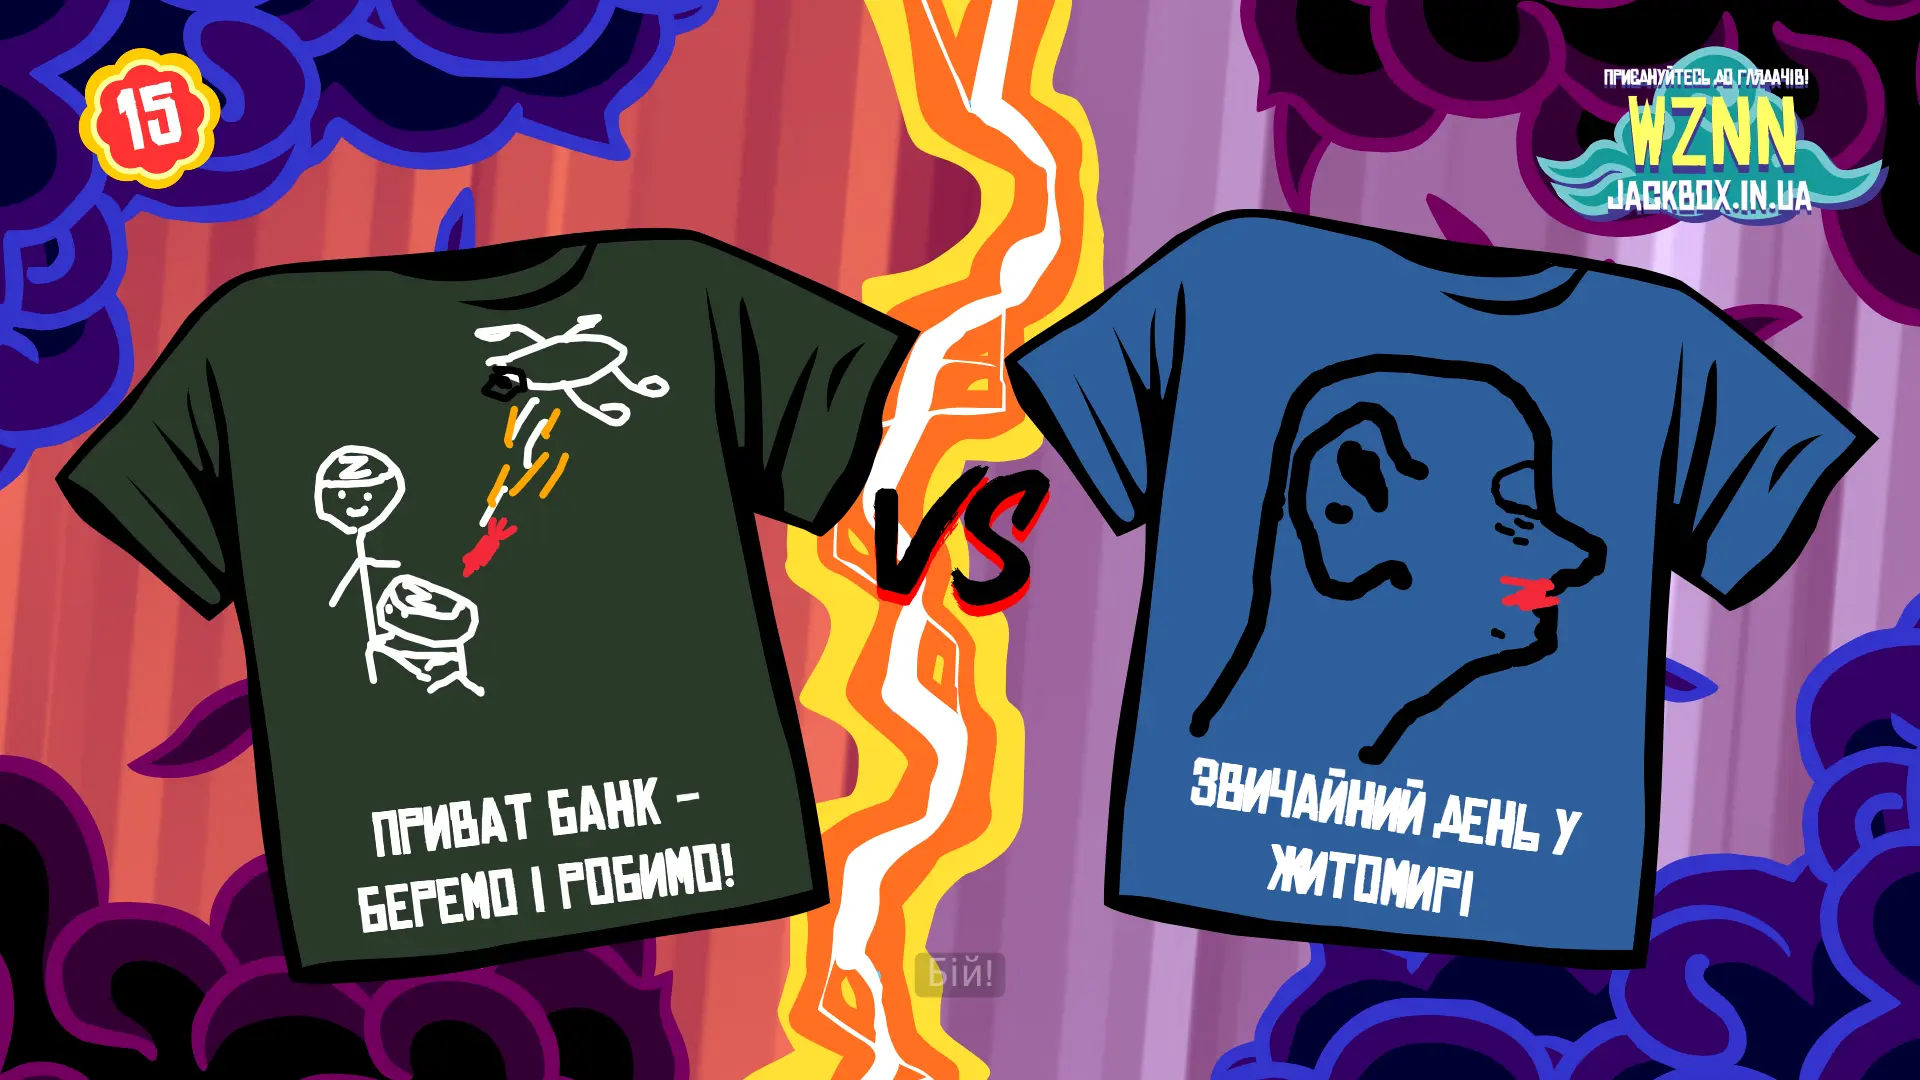 15
ПРИЄДНУЙТЕСЬ ДО ГЛЯДАЧІВ!
WZNN
JACKBOX.IN.UA
Z
Z
VS
ПРИВАТ БАНК -
БЕРЕМО І РОБИМО!
ЗВИЧАЙНИЙ ДЕНЬ У
ЖИТОМИРІ
Бій!